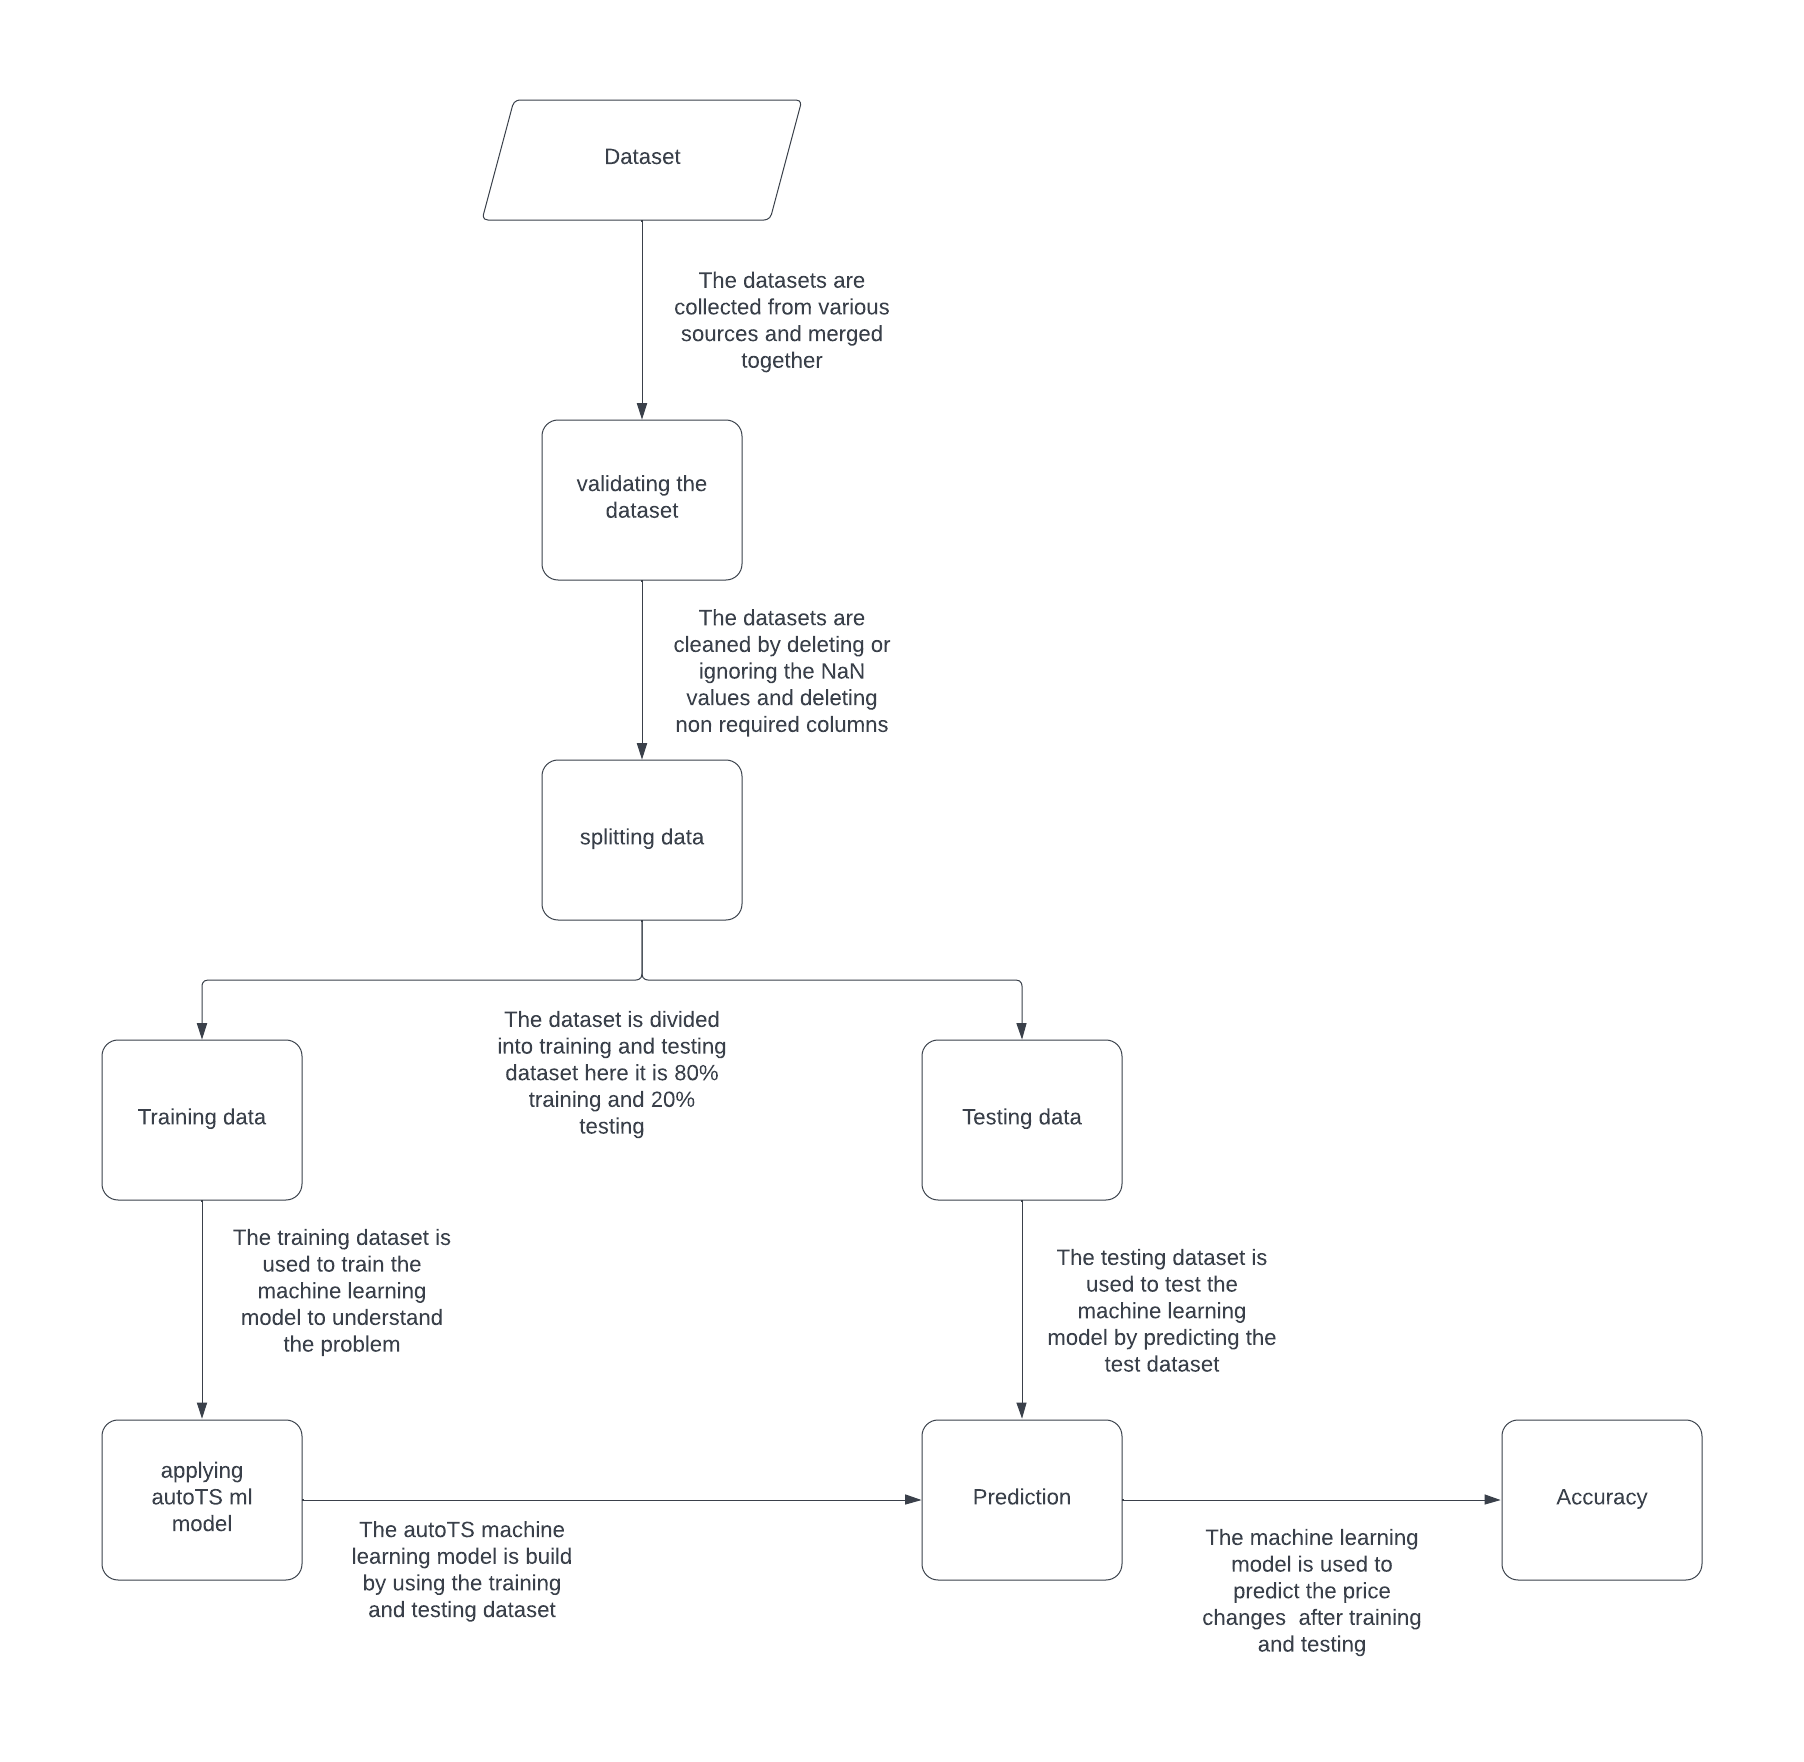 Dataset
The datasets are
collected from various
sources and merged
together
validating the
dataset
The datasets are
cleaned by deleting or
ignoring the NaN
values and deleting
non required columns
splitting data
The dataset is divided
into training and testing
dataset here it is 80%
training and 20%
testing
Training data
Testing data
The training dataset is
used to train the
machine learning
model to understand
the problem
The testing dataset is
used to test the
machine learning
model by predicting the
test dataset
applying
autoTS ml
model
The autoTS machine
learning model is build
by using the training
and testing dataset
Prediction
The machine learning
model is used to
predict the price
changes  after training
and testing
Accuracy